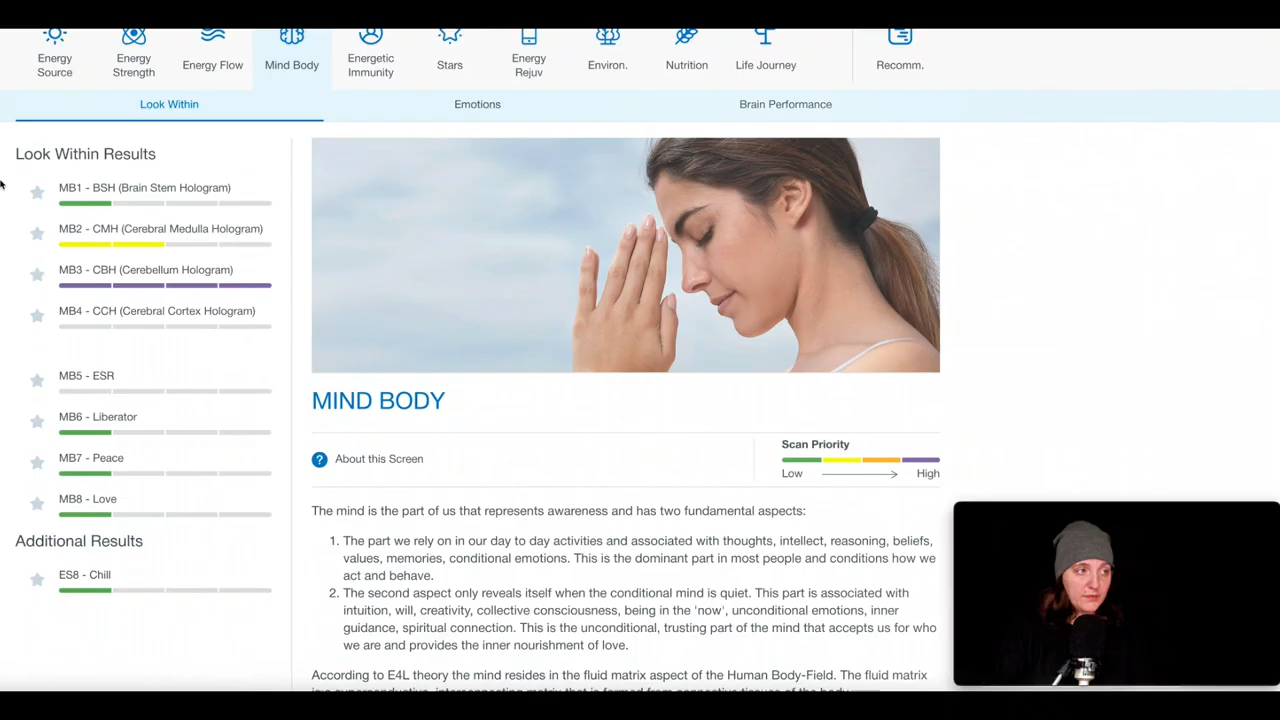 Energy Source
Energy Strength
Energy Flow
Mind Body
Energetic Immunity
Stars
Energy Rejuv
Environ.
Nutrition
Life Journey
Recomm.
Look Within
Emotions
Brain Performance
Look Within Results
MB1 - BSH (Brain Stem Hologram)
MB2 - CMH (Cerebral Medulla Hologram)
MB3 - CBH (Cerebellum Hologram)
MB4 - CCH (Cerebral Cortex Hologram)
MB5 - ESR
MB6 - Liberator
MB7 - Peace
MB8 - Love
Additional Results
ES8 - Chill
MIND BODY
? About this Screen
Scan Priority
Low High
The mind is the part of us that represents awareness and has two fundamental aspects:
1. The part we rely on in our day to day activities and associated with thoughts, intellect, reasoning, beliefs,
values, memories, conditional emotions. This is the dominant part in most people and conditions how we
act and behave.
2. The second aspect only reveals itself when the conditional mind is quiet. This part is associated with
intuition, will, creativity, collective consciousness, being in the 'now', unconditional emotions, inner
guidance, spiritual connection. This is the unconditional, trusting part of the mind that accepts us for who
we are and provides the inner nourishment of love.
According to E4L theory the mind resides in the fluid matrix aspect of the Human Body-Field. The fluid matrix